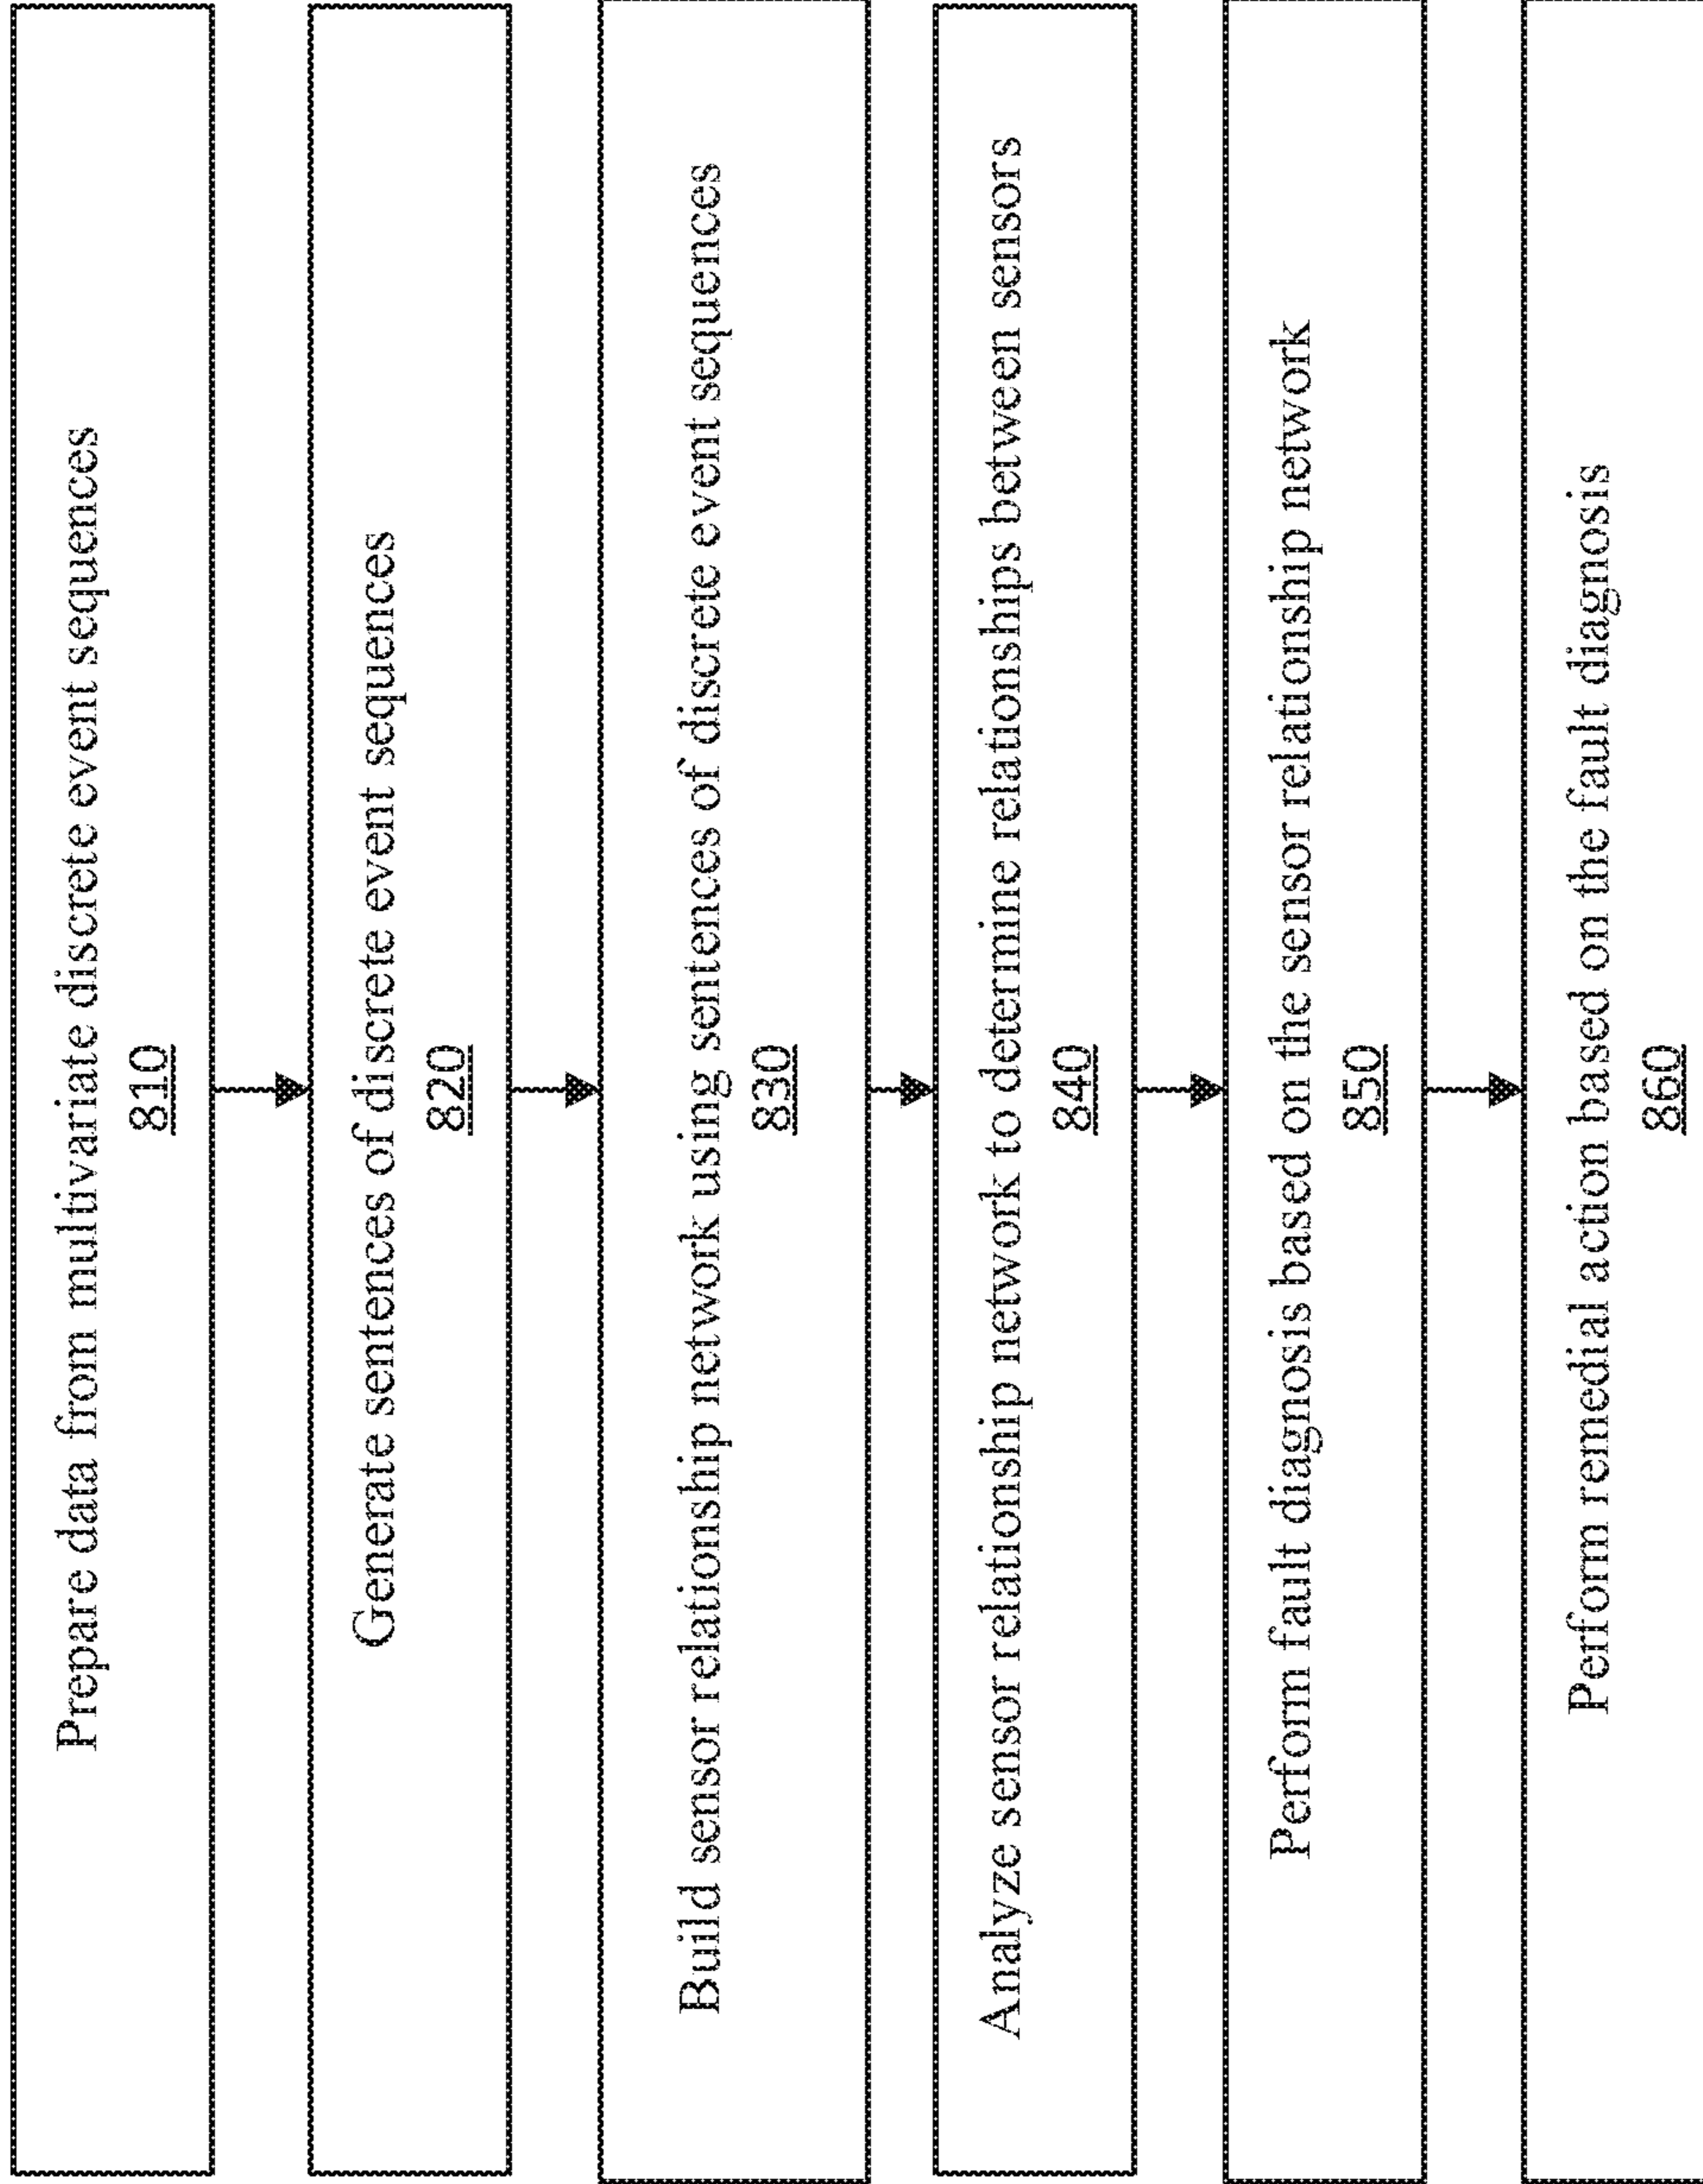 Prepare data from multivariate discrete event sequences
810
Generate sentences of discrete event sequences
820
Build sensor relationship network using sentences of discrete event sequences
830
Analyze sensor relationship network to determine relationships between sensors
840
Perform fault diagnosis based on the sensor relationship network
850
Perform remedial action based on the fault diagnosis
860